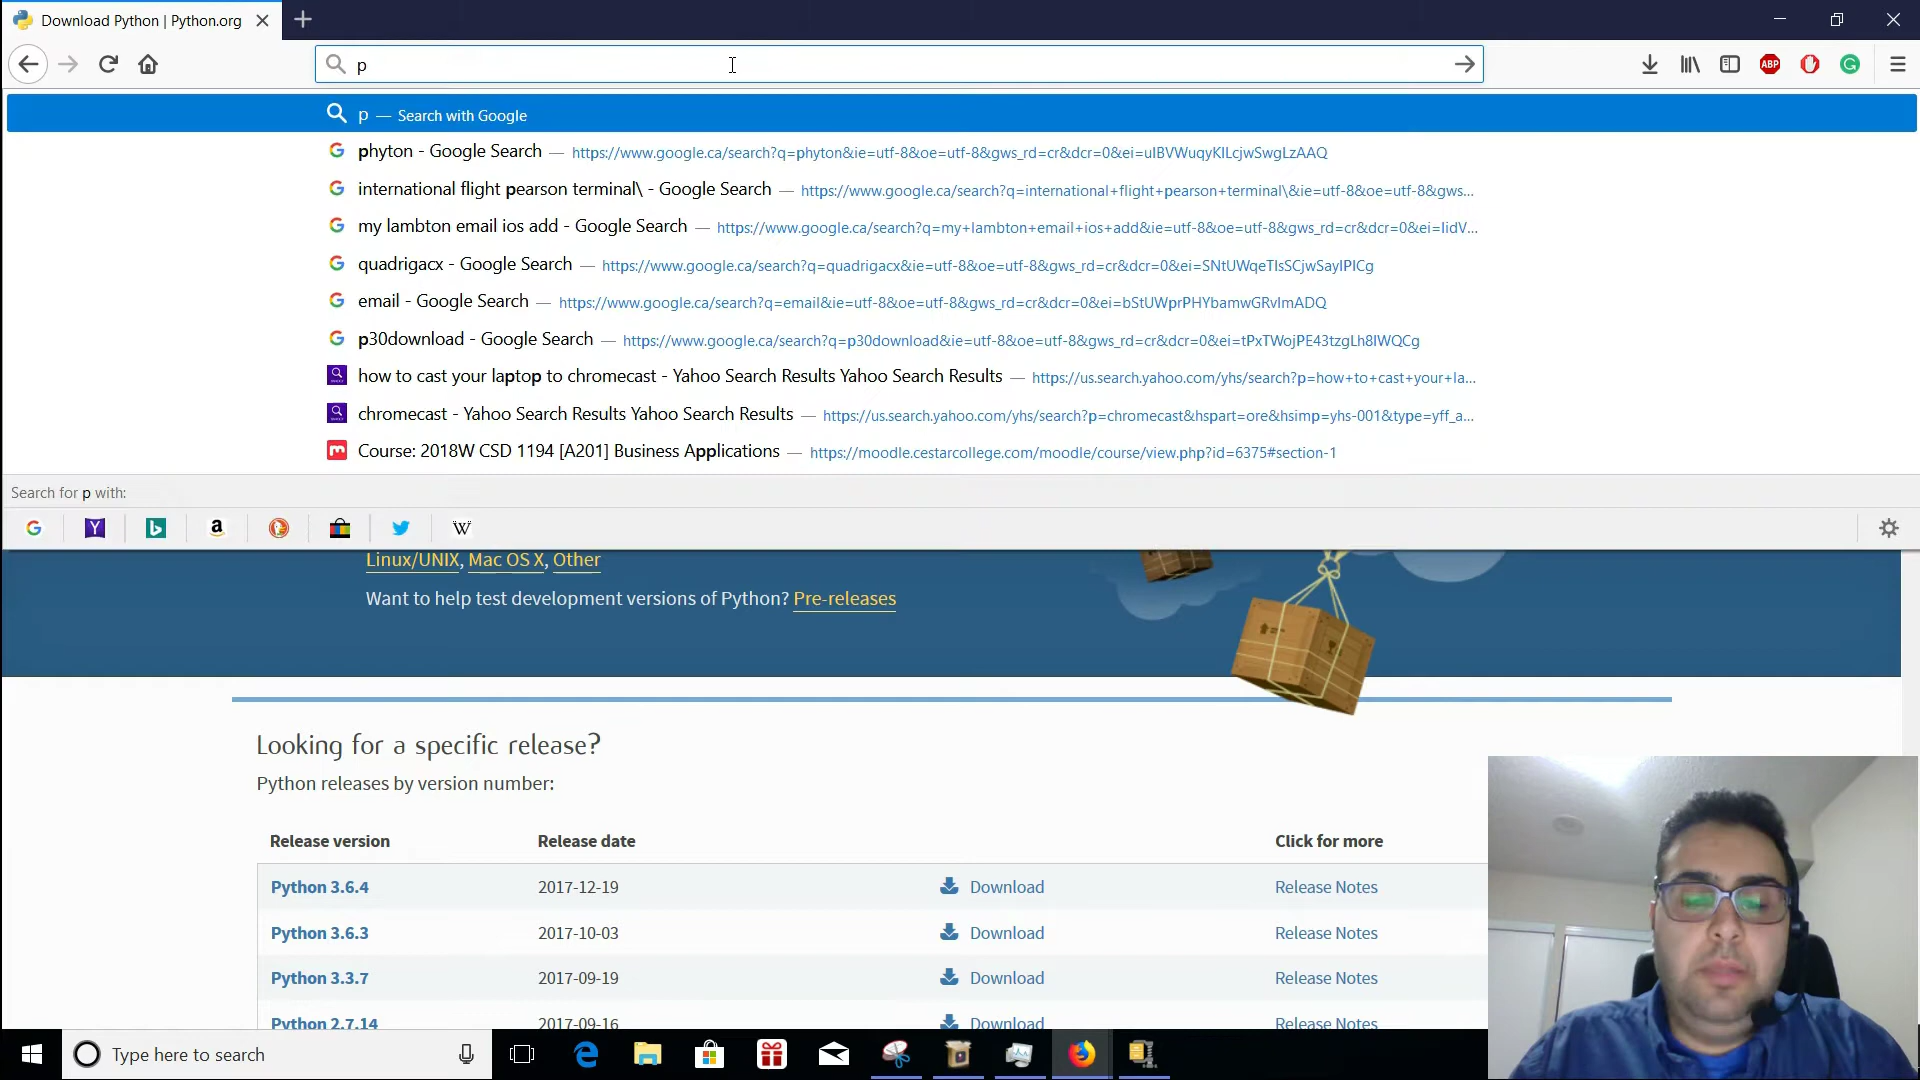 Download Python | Python.org
p
ABP
p — Search with Google
phyton - Google Search — https://www.google.ca/search?q=phyton&ie=utf-8&oe=utf-8&gws_rd=cr&dcr=0&ei=uIBVWuqyKILcjwSwgLzAAQ
international flight pearson terminal\ - Google Search — https://www.google.ca/search?q=international+flight+pearson+terminal\&ie=utf-8&oe=utf-8&gws...
my lambton email ios add - Google Search — https://www.google.ca/search?q=my+lambton+email+ios+add&ie=utf-8&oe=utf-8&gws_rd=cr&dcr=0&ei=IidV...
quadrigacx - Google Search — https://www.google.ca/search?q=quadrigacx&ie=utf-8&oe=utf-8&gws_rd=cr&dcr=0&ei=SNtUWqeTIsSCjwSayIPICg
email - Google Search — https://www.google.ca/search?q=email&ie=utf-8&oe=utf-8&gws_rd=cr&dcr=0&ei=bStUWprPHYbamwGRvImADQ
p30download - Google Search — https://www.google.ca/search?q=p30download&ie=utf-8&oe=utf-8&gws_rd=cr&dcr=0&ei=tPxTWojPE43tzgLh8IWQCg
how to cast your laptop to chromecast - Yahoo Search Results Yahoo Search Results — https://us.search.yahoo.com/yhs/search?p=how+to+cast+your+la...
chromecast - Yahoo Search Results Yahoo Search Results — https://us.search.yahoo.com/yhs/search?p=chromecast&hspart=ore&hsimp=yhs-001&type=yff_a...
Course: 2018W CSD 1194 [A201] Business Applications — https://moodle.cestarcollege.com/moodle/course/view.php?id=6375#section-1
Search for p with:
Linux/UNIX, Mac OS X, Other
Want to help test development versions of Python? Pre-releases
Looking for a specific release?
Python releases by version number:
Release version Release date Click for more
Python 3.6.4 2017-12-19 Download Release Notes
Python 3.6.3 2017-10-03 Download Release Notes
Python 3.3.7 2017-09-19 Download Release Notes
Python 2.7.14 2017-09-16 Download Release Notes
Type here to search